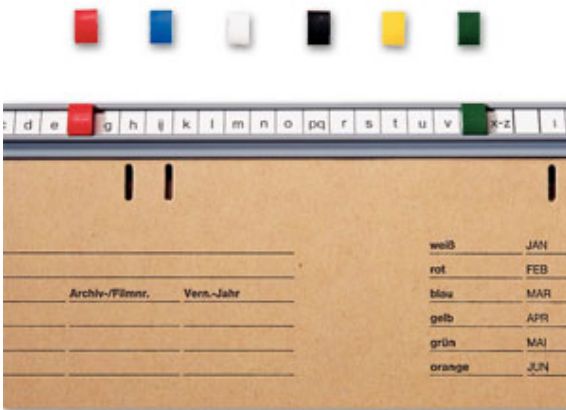 c d e g h ij k l m n o pq r s t u v x-z
weiß JAN
rot FEB
Archiv-/Filmnr. Vern.-Jahr blau MAR
gelb APR
grün MAI
orange JUN